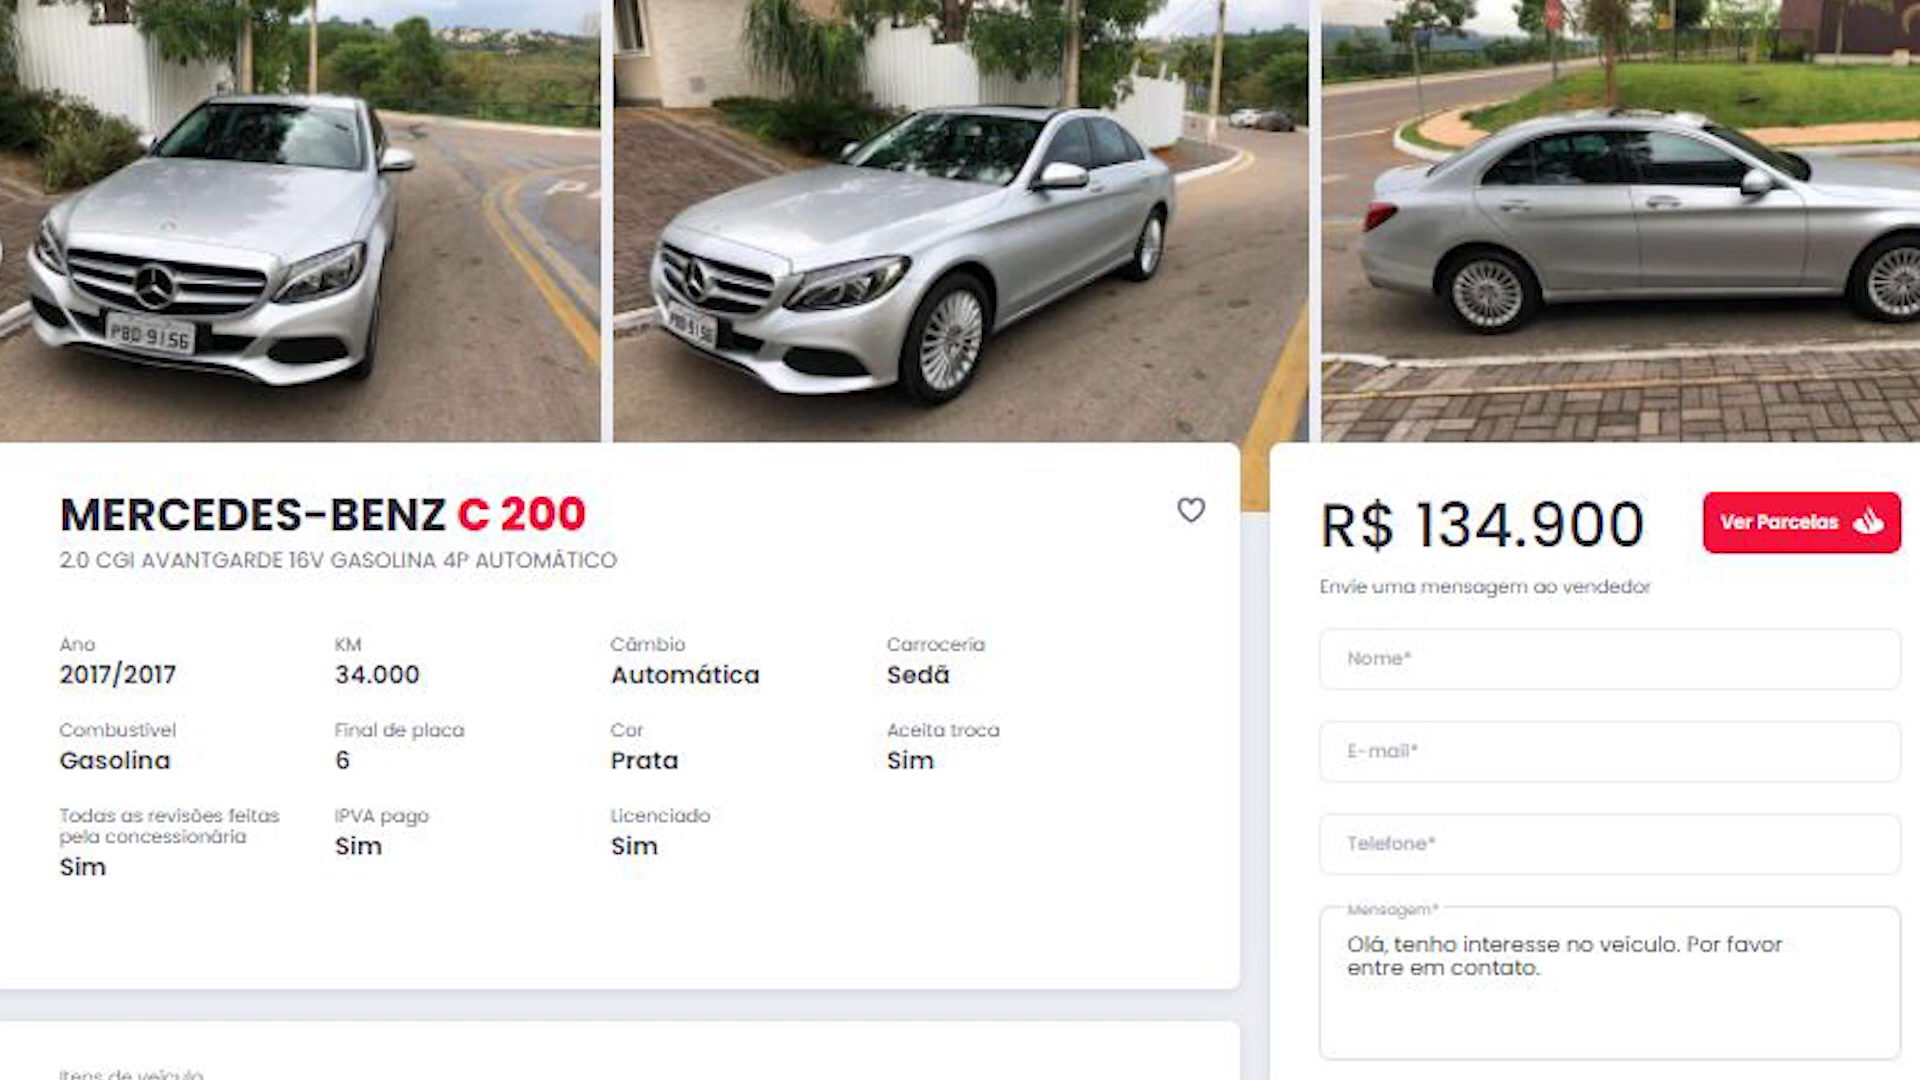 PBD-9156
PBD-9156
MERCEDES-BENZ C 200
2.0 CGI AVANTGARDE 16V GASOLINA 4P AUTOMÁTICO
Ano
2017/2017
KM
34.000
Câmbio
Automática
Carroceria
Sedã
Combustível
Gasolina
Final de placa
6
Cor
Prata
Aceita troca
Sim
Todas as revisões feitas
pela concessionária
Sim
IPVA pago
Sim
Licenciado
Sim
Itens de veículo
R$ 134.900
Ver Parcelas
Envie uma mensagem ao vendedor
Nome*
E-mail*
Telefone*
Mensagem*
Olá, tenho interesse no veículo. Por favor
entre em contato.